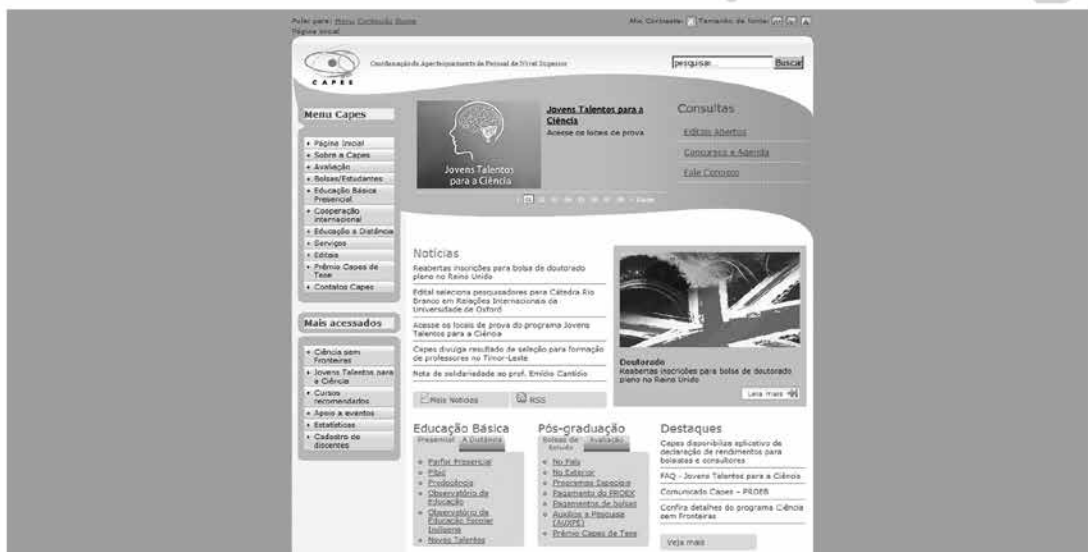 Pular para: Menu Conteúdo Busca
Alto Contraste: Tamanho da fonte:
Página Inicial
CAPES
Coordenação de Aperfeiçoamento de Pessoal de Nível Superior
pesquisar...
Buscar
Menu Capes
Página Inicial
Sobre a Capes
Avaliação
Bolsas/Estudantes
Educação Básica
Presencial
Cooperação
Internacional
Educação a Distância
Serviços
Editais
Prêmio Capes de
Tese
Contatos Capes
Mais acessados
Ciência sem
Fronteiras
Jovens Talentos para
a Ciência
Cursos
recomendados
Apoio a eventos
Estatísticas
Cadastro de
discentes
Jovens Talentos
para a Ciência
Jovens Talentos para a
Ciência
Acesse os locais de prova
Consultas
Editais Abertos
Concursos e Agenda
Fale Conosco
Notícias
Reabertas inscrições para bolsa de doutorado
pleno no Reino Unido
Edital seleciona pesquisadores para Cátedra Rio
Branco em Relações Internacionais da
Universidade de Oxford
Acesse os locais de prova do programa Jovens
Talentos para a Ciência
Capes divulga resultado de seleção para formação
de professores no Timor-Leste
Nota de solidariedade ao prof. Emídio Cantídio
Mais Notícias
RSS
Doutorado
Reabertas inscrições para bolsa de doutorado
pleno no Reino Unido
Leia mais
Educação Básica
Presencial A Distância
Parfor Presencial
Pibid
Prodocência
Observatório da
Educação
Observatório da
Educação Escolar
Indígena
Novos Talentos
Pós-graduação
Bolsas de
Estudo
Avaliação
No País
No Exterior
Programas Especiais
Pagamento do PROEX
Pagamentos de bolsas
Auxílios a Pesquisa
(AUXPE)
Prêmio Capes de Tese
Destaques
Capes disponibiliza aplicativo de
declaração de rendimentos para
bolsistas e consultores
FAQ - Jovens Talentos para a Ciência
Comunicado Capes – PROEB
Confira detalhes do programa Ciência
sem Fronteiras
Veja mais